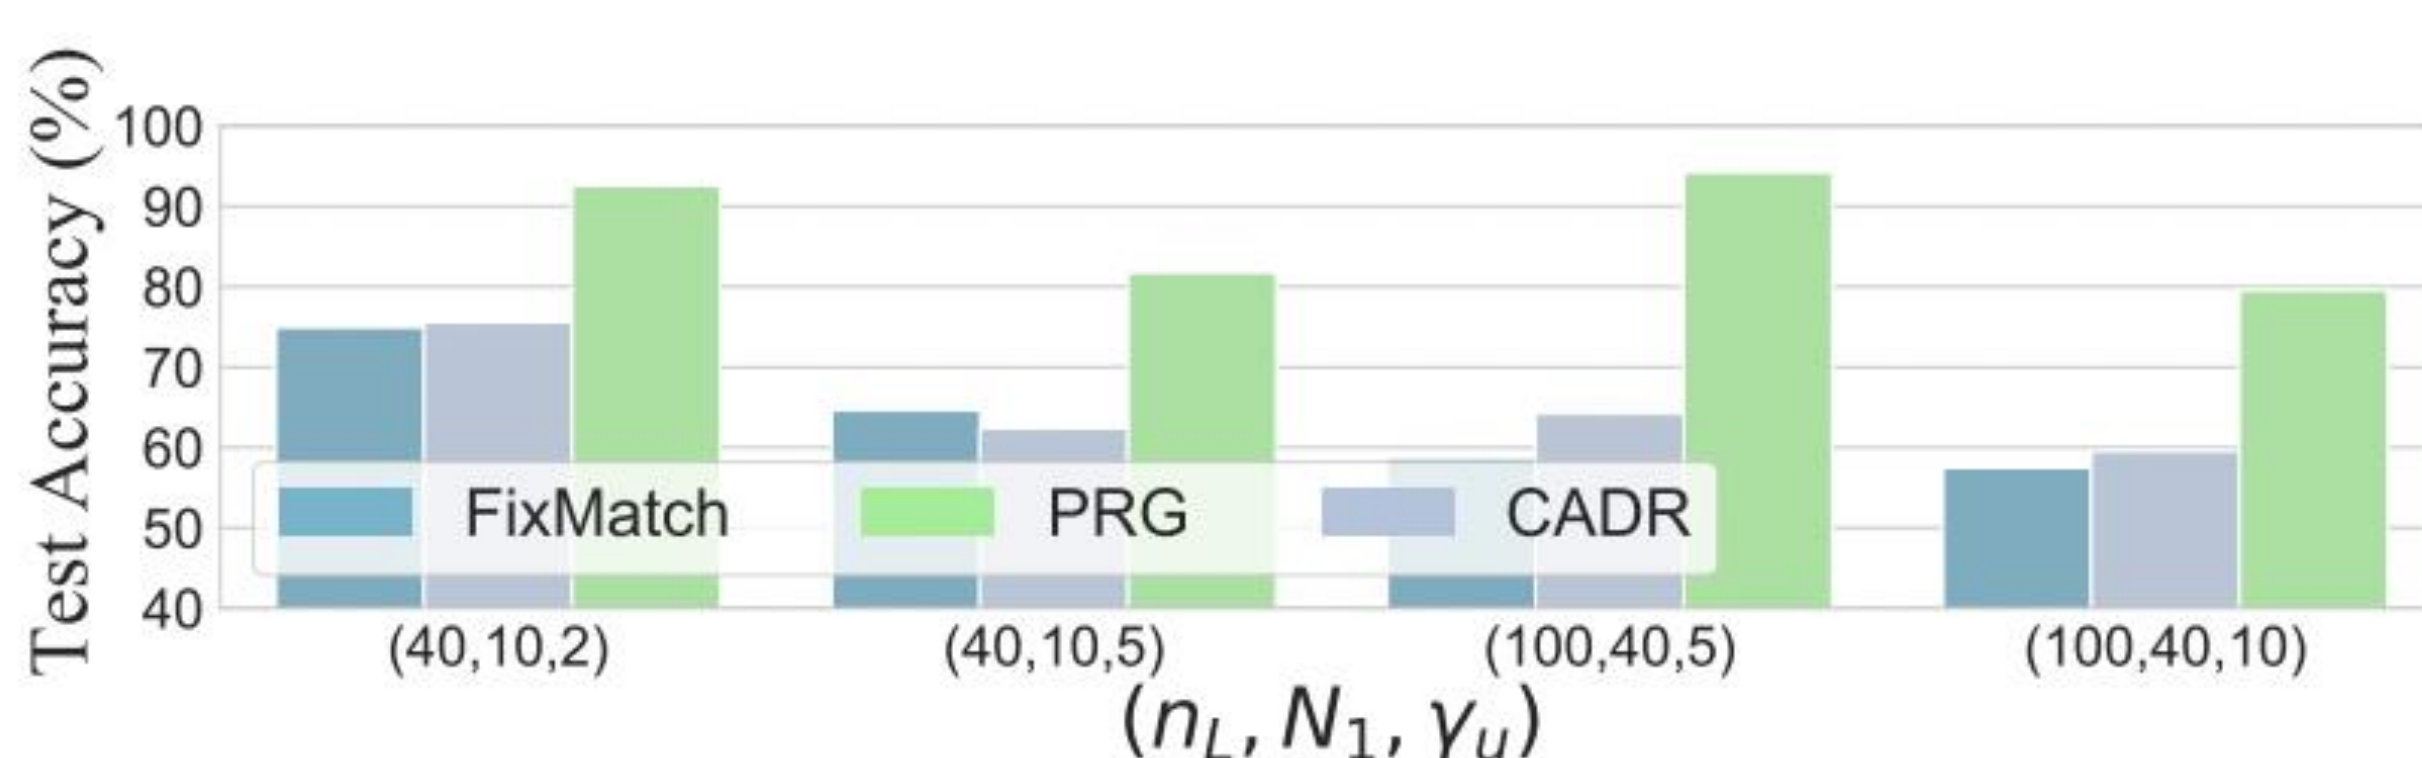 Test Accuracy (%)
100
90
80
70
60
50
40
FixMatch PRG CADR
(40,10,2) (40,10,5) (100,40,5) (100,40,10)
(n_L, N_1, γ_u)